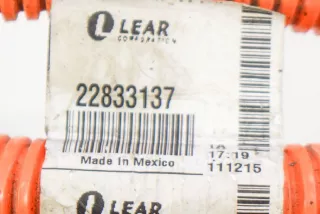 LEAR
CORPORATION
22833137
17:19
Made In Mexico
111215
LEAR